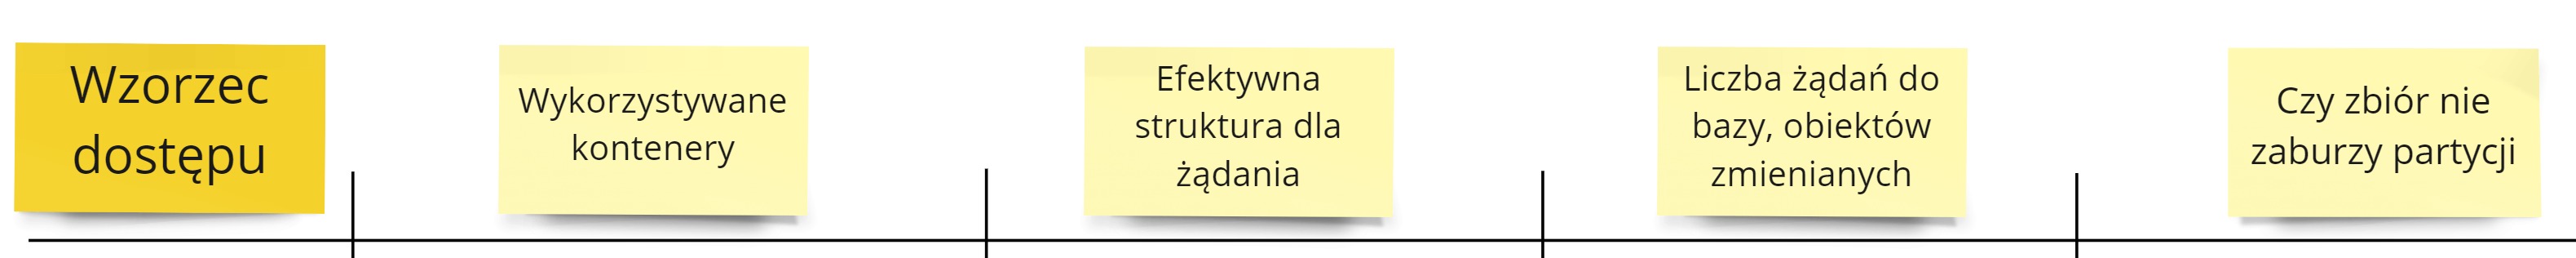 Wzorzec
dostępu
Wykorzystywane
kontenery
Efektywna
struktura dla
żądania
Liczba żądań do
bazy, obiektów
zmienianych
Czy zbiór nie
zaburzy partycji